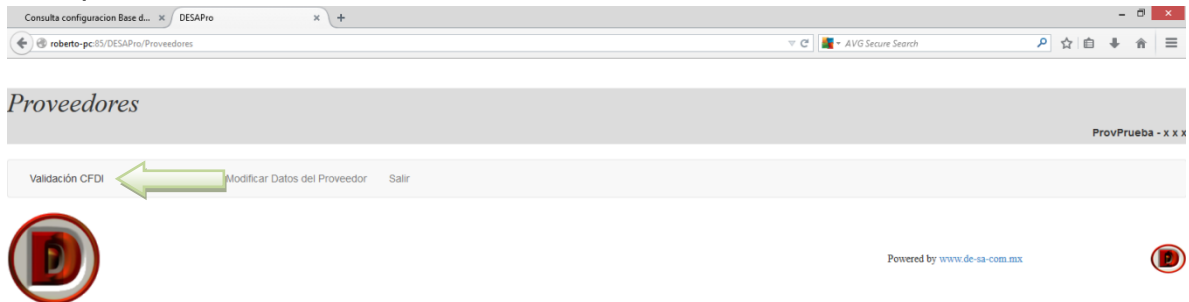 Consulta configuracion Base d... × DESAPro × +
roberto-pc:85/DESAPro/Proveedores AVG Secure Search
Proveedores
ProvPrueba - x x x
Validación CFDI Modificar Datos del Proveedor Salir
D Powered by www.de-sa-com.mx D